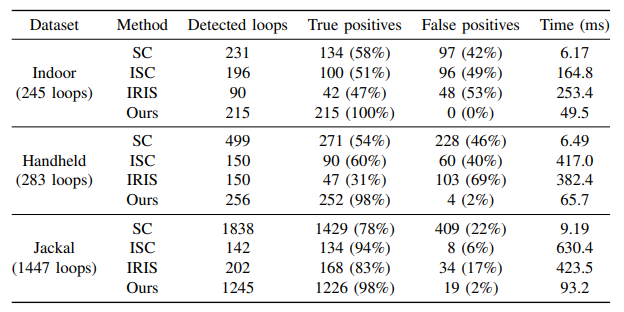 Dataset Method Detected loops True positives False positives Time (ms)
SC 231 134 (58%) 97 (42%) 6.17
Indoor ISC 196 100 (51%) 96 (49%) 164.8
(245 loops) IRIS 90 42 (47%) 48 (53%) 253.4
Ours 215 215 (100%) 0 (0%) 49.5
SC 499 271 (54%) 228 (46%) 6.49
Handheld ISC 150 90 (60%) 60 (40%) 417.0
(283 loops) IRIS 150 47 (31%) 103 (69%) 382.4
Ours 256 252 (98%) 4 (2%) 65.7
SC 1838 1429 (78%) 409 (22%) 9.19
Jackal ISC 142 134 (94%) 8 (6%) 630.4
(1447 loops) IRIS 202 168 (83%) 34 (17%) 423.5
Ours 1245 1226 (98%) 19 (2%) 93.2